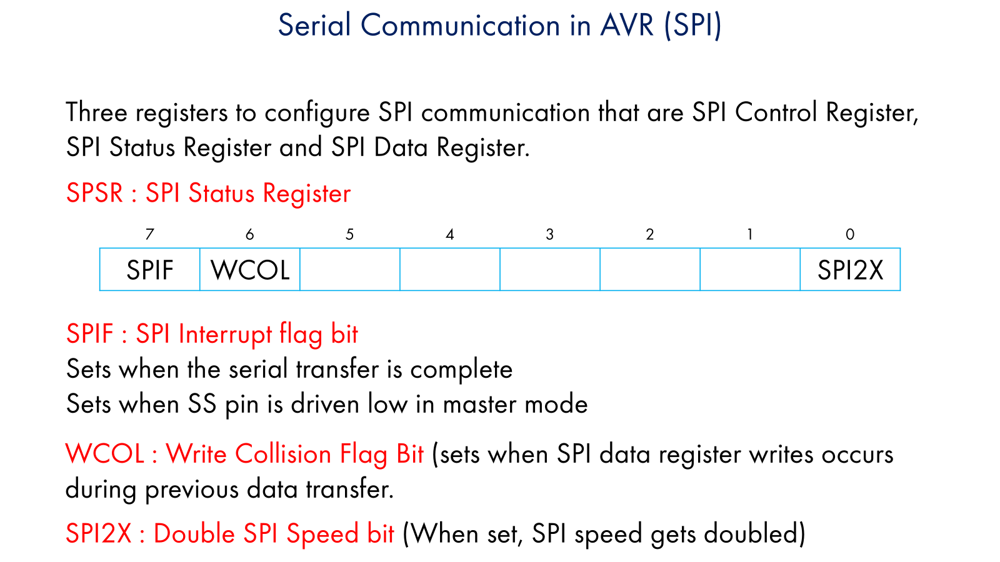 Serial Communication in AVR (SPI)
Three registers to configure SPI communication that are SPI Control Register,
SPI Status Register and SPI Data Register.
SPSR : SPI Status Register
7 6 5 4 3 2 1 0
SPIF WCOL SPI2X
SPIF : SPI Interrupt flag bit
Sets when the serial transfer is complete
Sets when SS pin is driven low in master mode
WCOL : Write Collision Flag Bit (sets when SPI data register writes occurs
during previous data transfer.
SPI2X : Double SPI Speed bit (When set, SPI speed gets doubled)